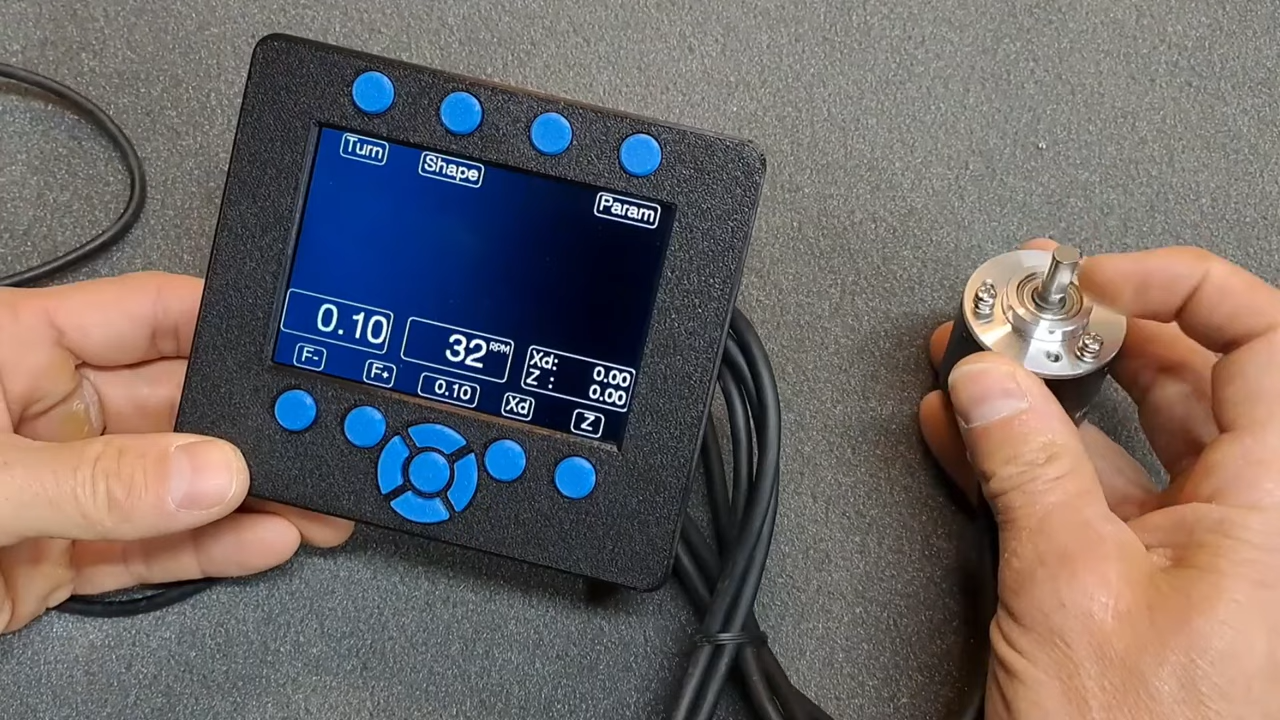 Turn
Shape
Param
0.10
32 RPM
Xd: 0.00
Z : 0.00
F-
F+
0.10
Xd
Z